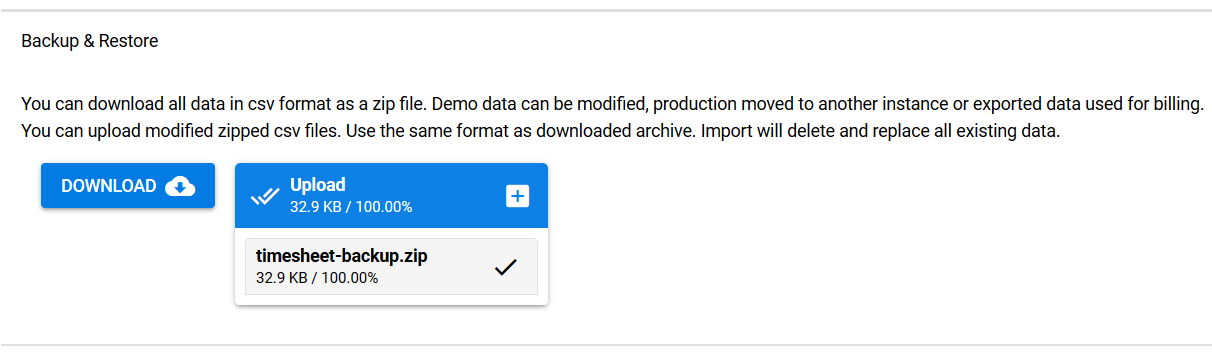 Backup & Restore
You can download all data in csv format as a zip file. Demo data can be modified, production moved to another instance or exported data used for billing.
You can upload modified zipped csv files. Use the same format as downloaded archive. Import will delete and replace all existing data.
DOWNLOAD
Upload
32.9 KB / 100.00%
timesheet-backup.zip
32.9 KB / 100.00%